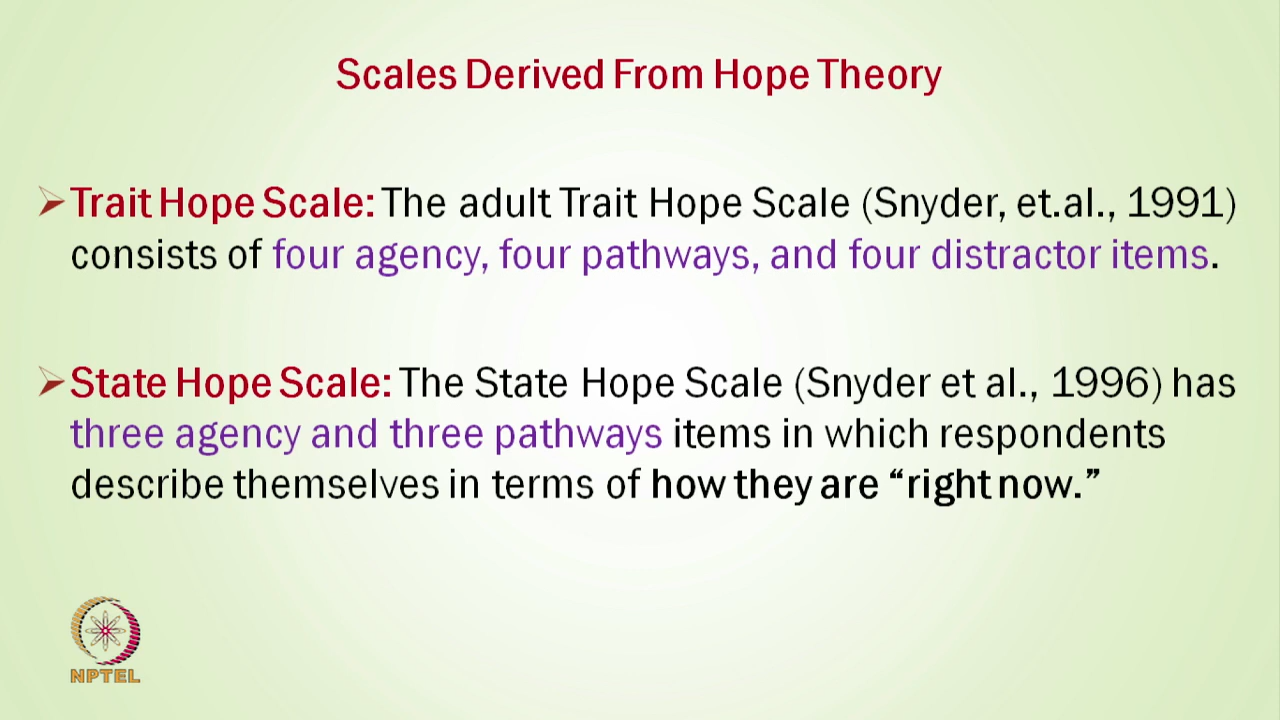 Scales Derived From Hope Theory
➢Trait Hope Scale: The adult Trait Hope Scale (Snyder, et.al., 1991)
consists of four agency, four pathways, and four distractor items.
➢State Hope Scale: The State Hope Scale (Snyder et al., 1996) has
three agency and three pathways items in which respondents
describe themselves in terms of how they are “right now.”
NPTEL